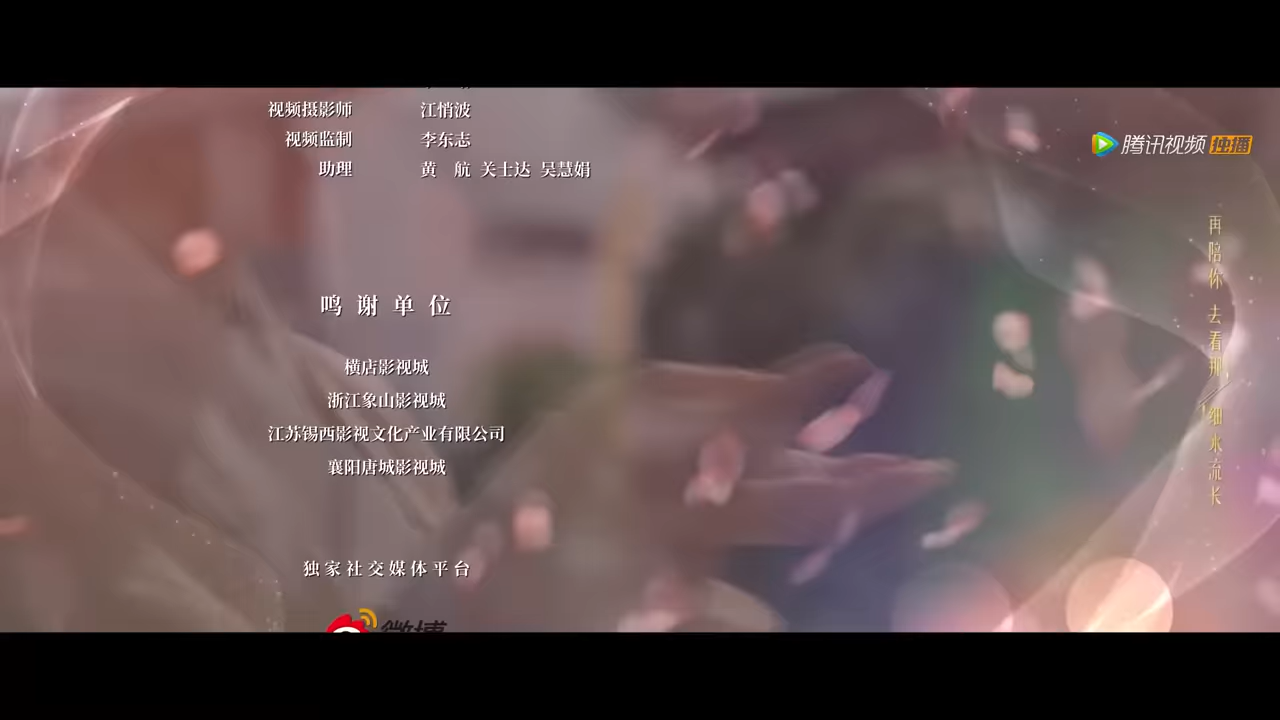 视频摄影师 江悄波
视频监制 李东志
助理 黄 航 关士达 吴慧娟
腾讯视频 独播
鸣谢单位
横店影视城
浙江象山影视城
江苏锡西影视文化产业有限公司
襄阳唐城影视城
独家社交媒体平台
微博
再陪你 去看那 细水流长